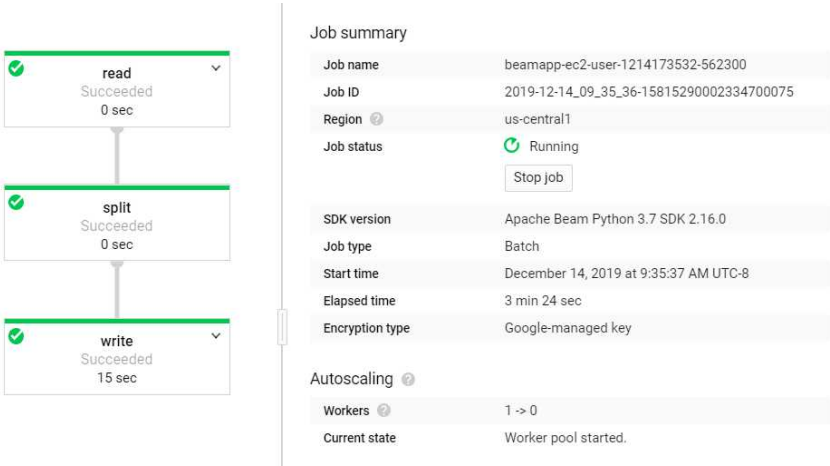 read
Succeeded
0 sec
split
Succeeded
0 sec
write
Succeeded
15 sec
Job summary
Job name beamapp-ec2-user-1214173532-562300
Job ID 2019-12-14_09_35_36-15815290002334700075
Region ? us-central1
Job status Running
Stop job
SDK version Apache Beam Python 3.7 SDK 2.16.0
Job type Batch
Start time December 14, 2019 at 9:35:37 AM UTC-8
Elapsed time 3 min 24 sec
Encryption type Google-managed key
Autoscaling ?
Workers ? 1 -> 0
Current state Worker pool started.